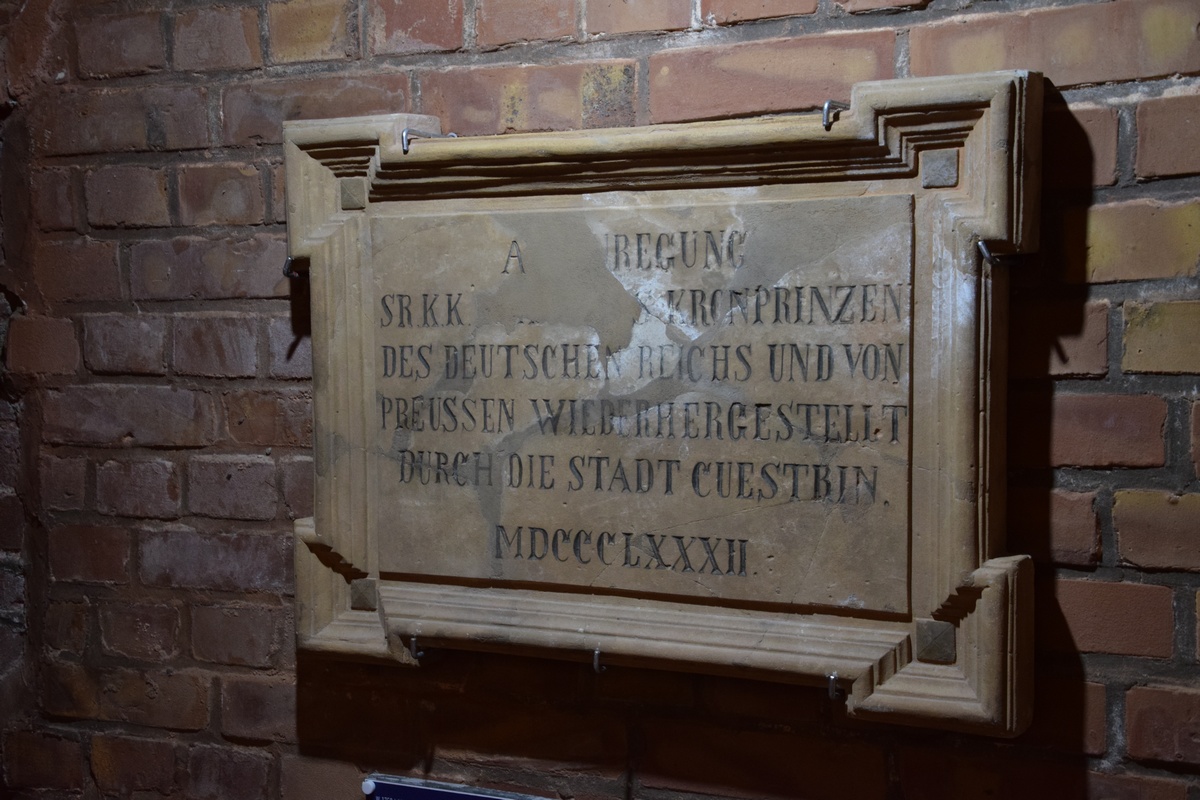 A REGUNG
SR.K.K. KRONPRINZEN
DES DEUTSCHEN REICHS UND VON
PREUSSEN WIEDERHERGESTELLT
DURCH DIE STADT CUESTRIN.
MDCCCLXXXII.